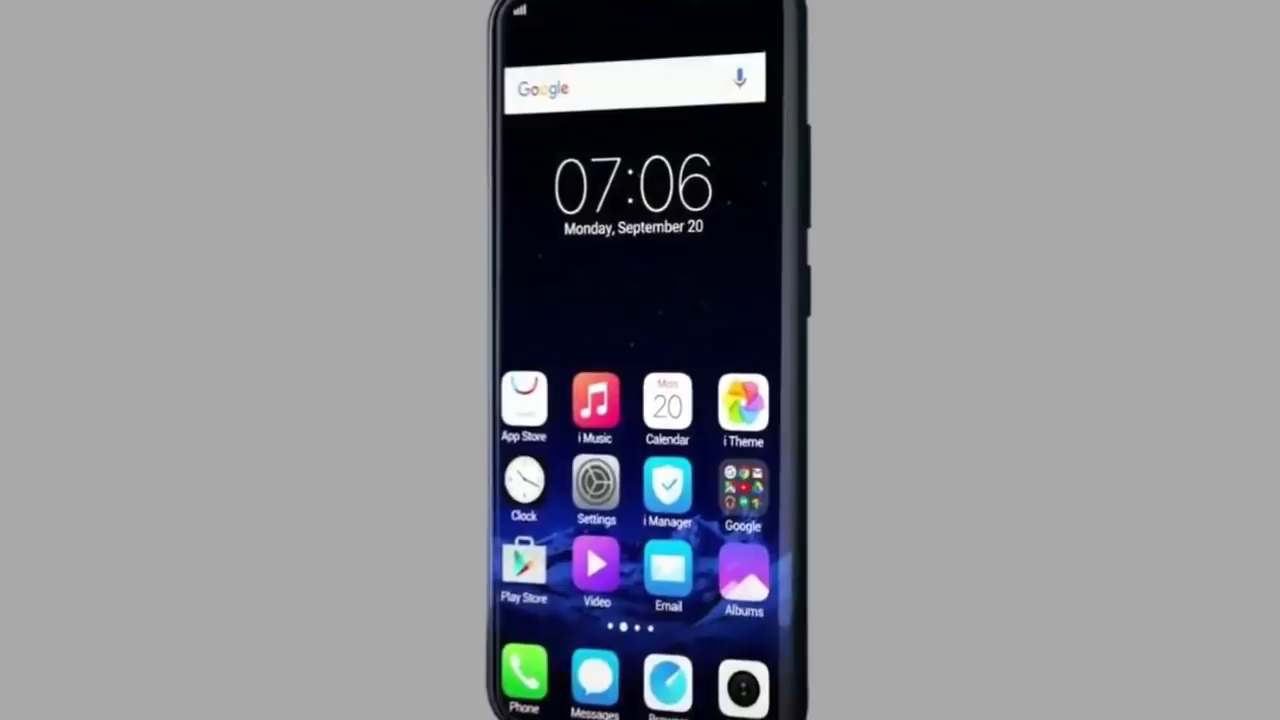 Google
07:06
Monday, September 20
Mon
20
App Store
i Music
Calendar
i Theme
Clock
Settings
i Manager
Google
Play Store
Video
Email
Albums
Phone
Messages